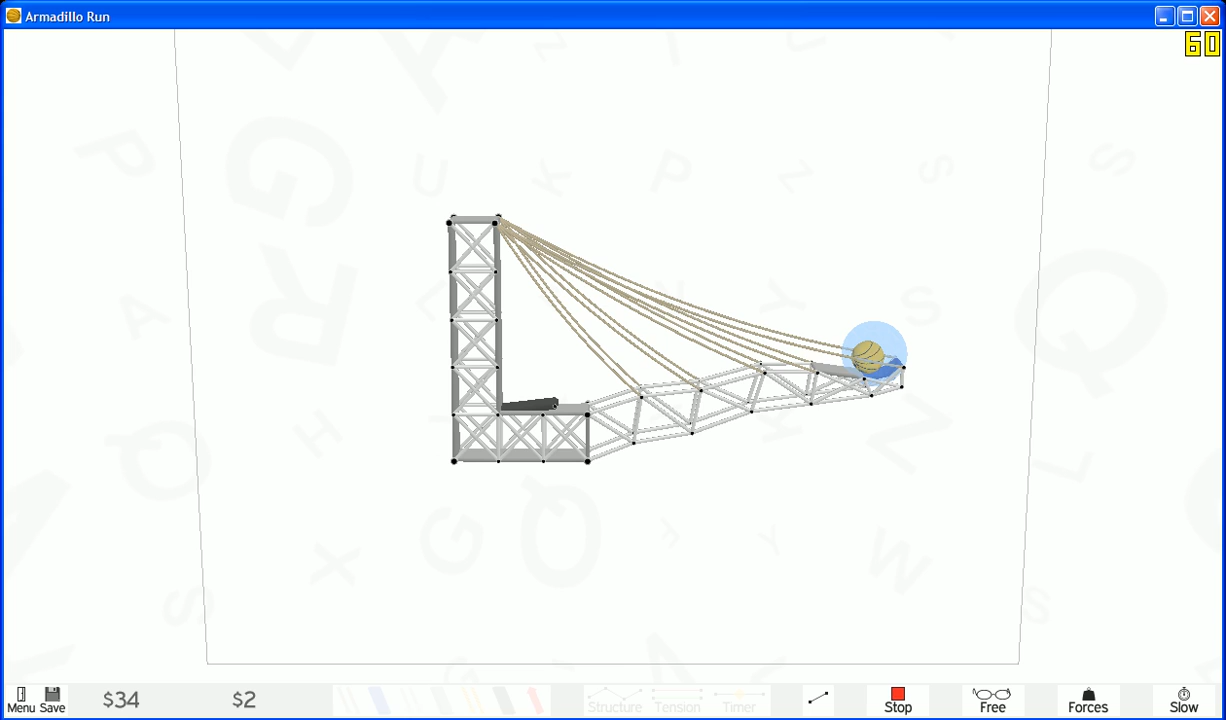 Armadillo Run
60
Menu Save
$34
$2
Structure Tension Timer
Stop
Free
Forces
Slow